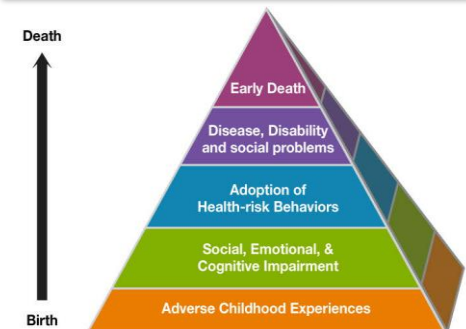 Death
Early Death
Disease, Disability
and social problems
Adoption of
Health-risk Behaviors
Social, Emotional, &
Cognitive Impairment
Adverse Childhood Experiences
Birth